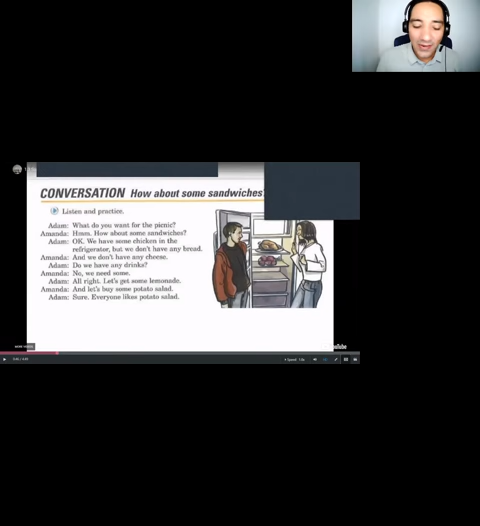 CONVERSATION How about some sandwiches?
Listen and practice.
Adam: What do you want for the picnic?
Amanda: Hmm. How about some sandwiches?
Adam: OK. We have some chicken in the
refrigerator, but we don't have any bread.
Amanda: And we don't have any cheese.
Adam: Do we have any drinks?
Amanda: No, we need some.
Adam: All right. Let's get some lemonade.
Amanda: And let's buy some potato salad.
Adam: Sure. Everyone likes potato salad.